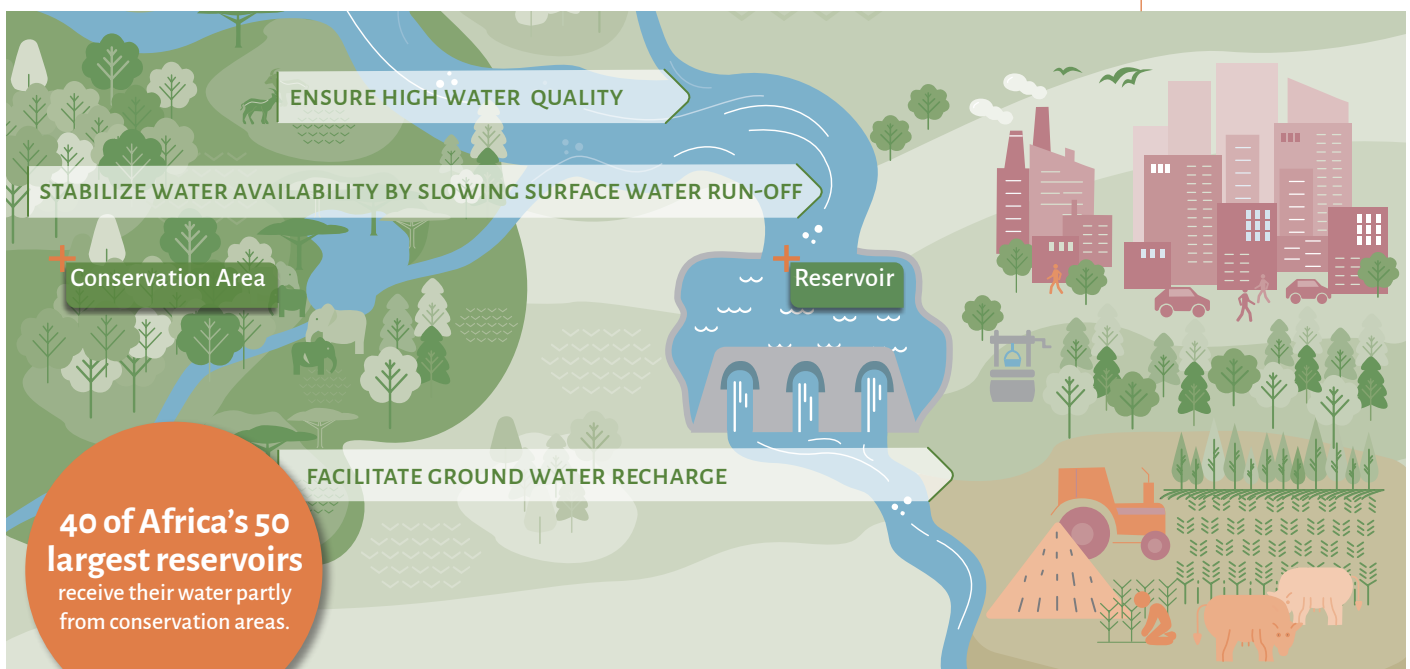 ENSURE HIGH WATER QUALITY
STABILIZE WATER AVAILABILITY BY SLOWING SURFACE WATER RUN-OFF
Conservation Area
Reservoir
FACILITATE GROUND WATER RECHARGE
40 of Africa’s 50
largest reservoirs
receive their water partly
from conservation areas.